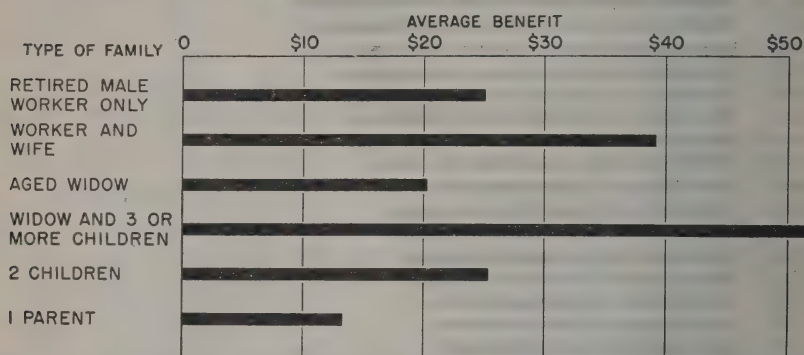 AVERAGE BENEFIT
TYPE OF FAMILY 0 $10 $20 $30 $40 $50
RETIRED MALE
WORKER ONLY
WORKER AND
WIFE
AGED WIDOW
WIDOW AND 3 OR
MORE CHILDREN
2 CHILDREN
1 PARENT